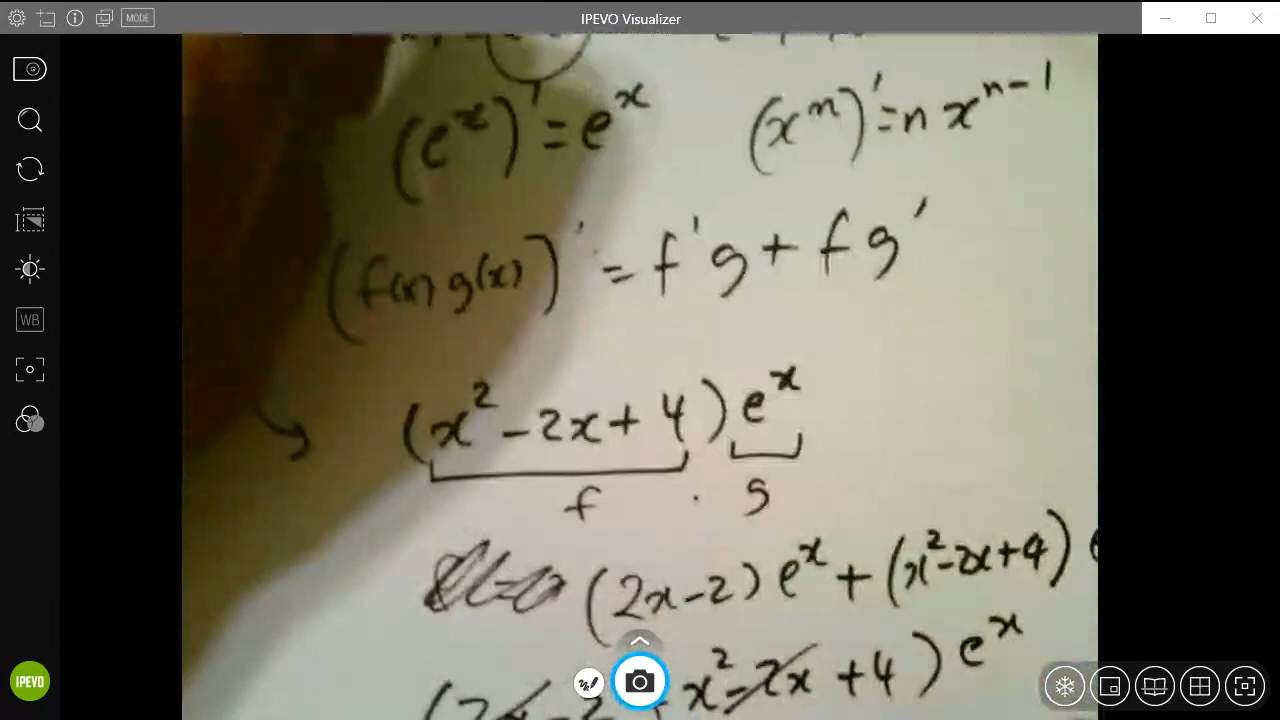 IPEVO Visualizer
MODE
(e^x)' = e^x (x^n)' = n x^{n-1}
(f(x) g(x))' = f'g + fg'
WB
→ (x^2 - 2x + 4) e^x
f · g
(2x-2) e^x + (x^2-2x+4)
x^2 - 2x + 4) e^x
IPEVO